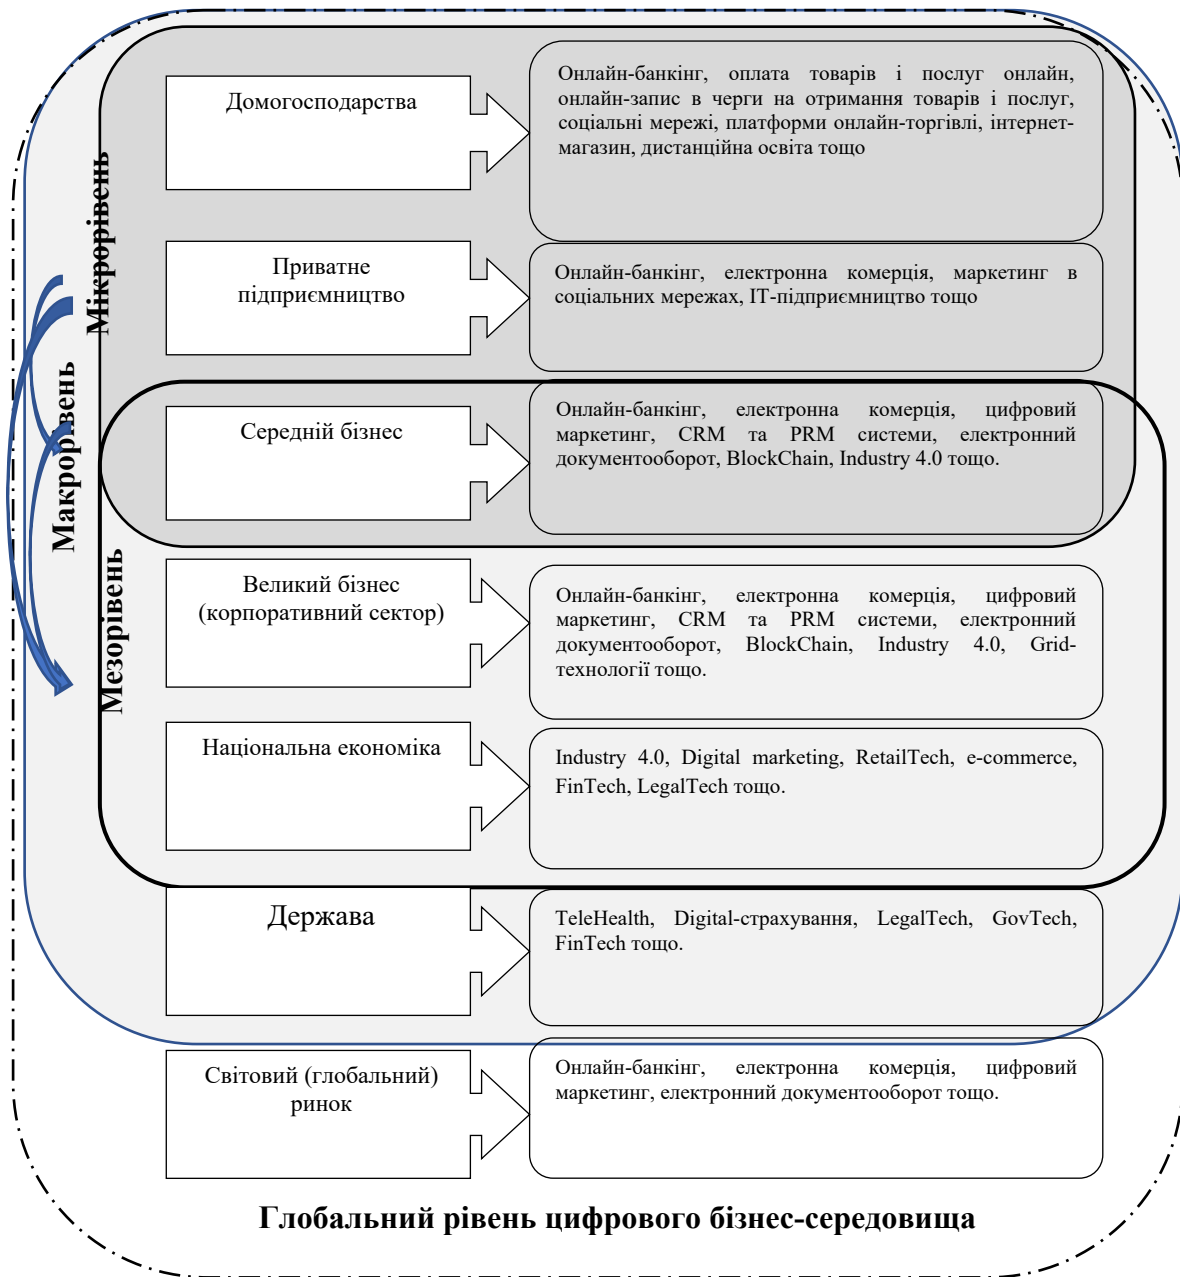 Домогосподарства
Онлайн-банкінг, оплата товарів і послуг онлайн,
онлайн-запис в черги на отримання товарів і послуг,
соціальні мережі, платформи онлайн-торгівлі, інтернет-
магазин, дистанційна освіта тощо
Мікрорівень
Приватне
підприємництво
Онлайн-банкінг, електронна комерція, маркетинг в
соціальних мережах, ІТ-підприємництво тощо
Макрорівень
Середній бізнес
Онлайн-банкінг, електронна комерція, цифровий
маркетинг, CRM та PRM системи, електронний
документооборот, BlockChain, Industry 4.0 тощо.
Мезорівень
Великий бізнес
(корпоративний сектор)
Онлайн-банкінг, електронна комерція, цифровий
маркетинг, CRM та PRM системи, електронний
документооборот, BlockChain, Industry 4.0, Grid-
технології тощо.
Національна економіка
Industry 4.0, Digital marketing, RetailTech, e-commerce,
FinTech, LegalTech тощо.
Держава
TeleHealth, Digital-страхування, LegalTech, GovTech,
FinTech тощо.
Світовий (глобальний)
ринок
Онлайн-банкінг, електронна комерція, цифровий
маркетинг, електронний документооборот тощо.
Глобальний рівень цифрового бізнес-середовища